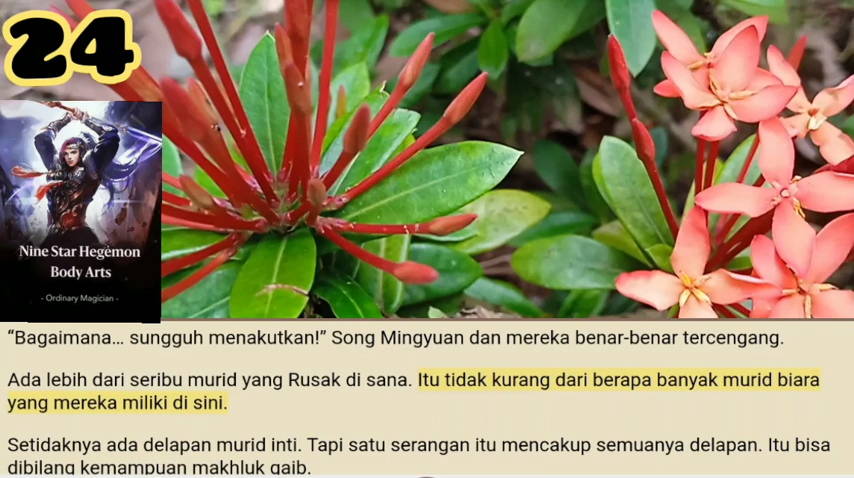 24
Nine Star Hegemon
Body Arts
- Ordinary Magician -
“Bagaimana... sungguh menakutkan!” Song Mingyuan dan mereka benar-benar tercengang.
Ada lebih dari seribu murid yang Rusak di sana. Itu tidak kurang dari berapa banyak murid biara
yang mereka miliki di sini.
Setidaknya ada delapan murid inti. Tapi satu serangan itu mencakup semuanya delapan. Itu bisa
dibilang kemampuan makhluk gaib.